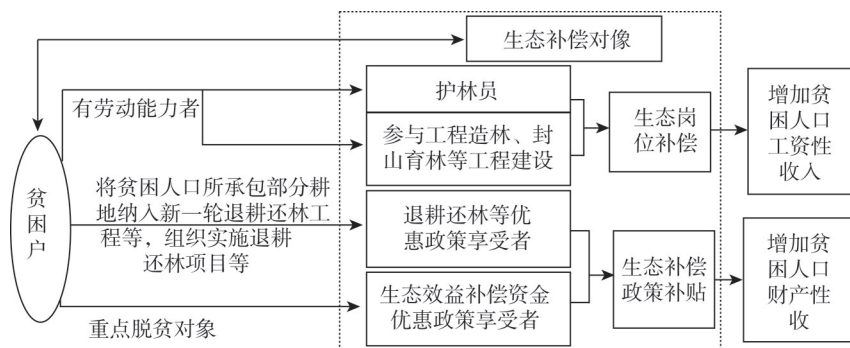 生态补偿对像
有劳动能力者
护林员
参与工程造林、封
山育林等工程建设
生态岗
位补偿
增加贫
困人口
工资性
收入
贫
困
户
将贫困人口所承包部分耕
地纳入新一轮退耕还林工
程等，组织实施退耕
还林项目等
退耕还林等优
惠政策享受者
生态效益补偿资金
优惠政策享受者
生态补偿
政策补贴
增加贫
困人口
财产性
收
重点脱贫对象